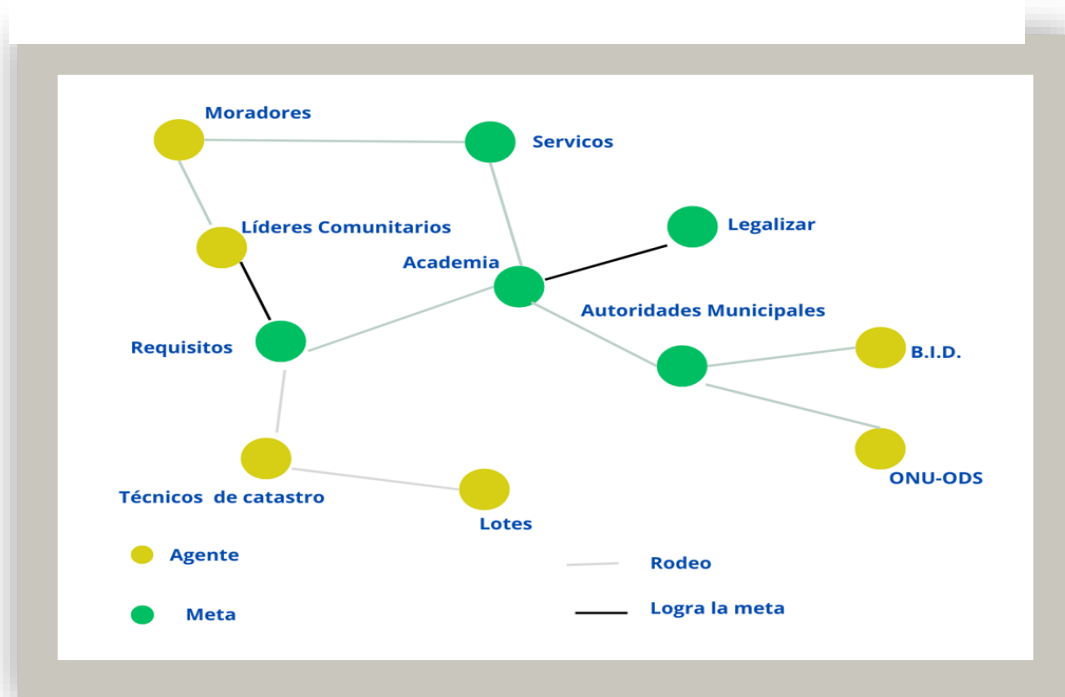 Moradores
Servicos
Líderes Comunitarios
Legalizar
Academia
Autoridades Municipales
Requisitos
B.I.D.
ONU-ODS
Técnicos de catastro
Lotes
Agente
Rodeo
Meta
Logra la meta